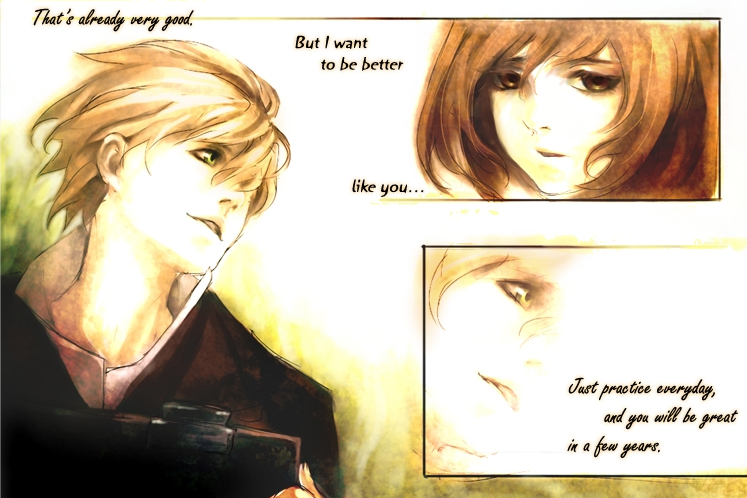 That's already very good.
But I want
to be better
like you...
Just practice everyday,
and you will be great
in a few years.